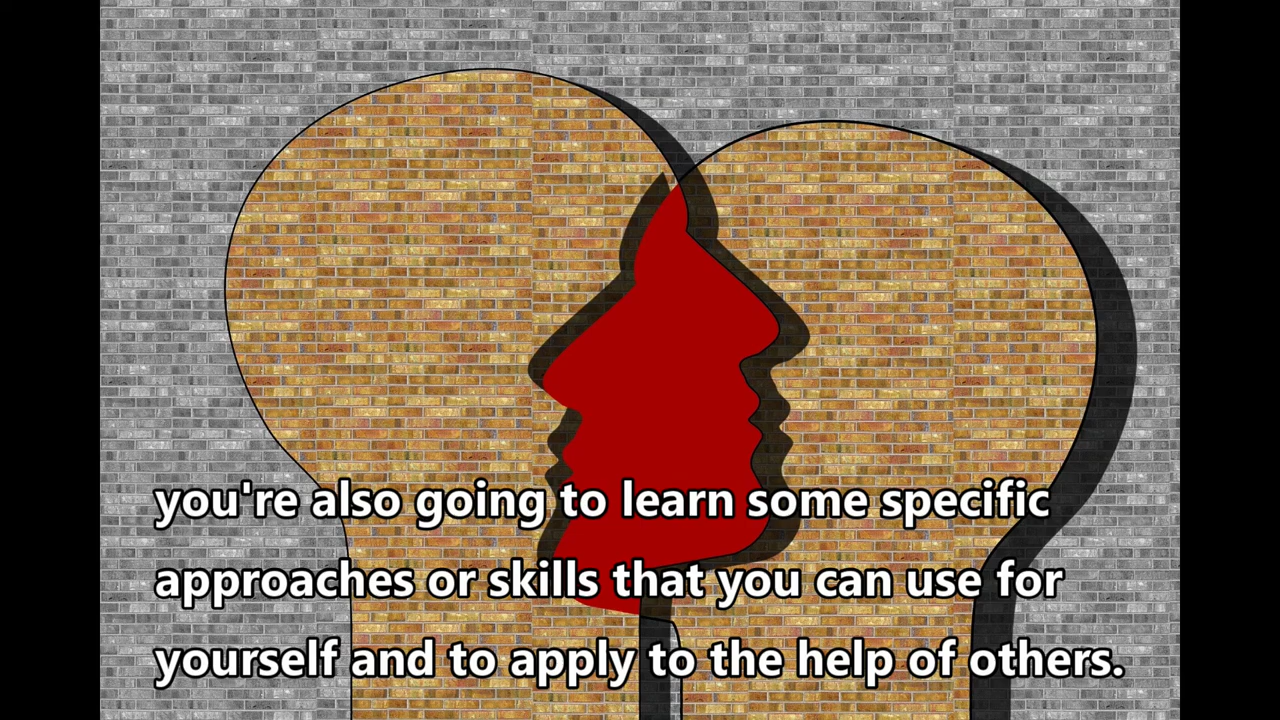 you're also going to learn some specific
approaches or skills that you can use for
yourself and to apply to the help of others.